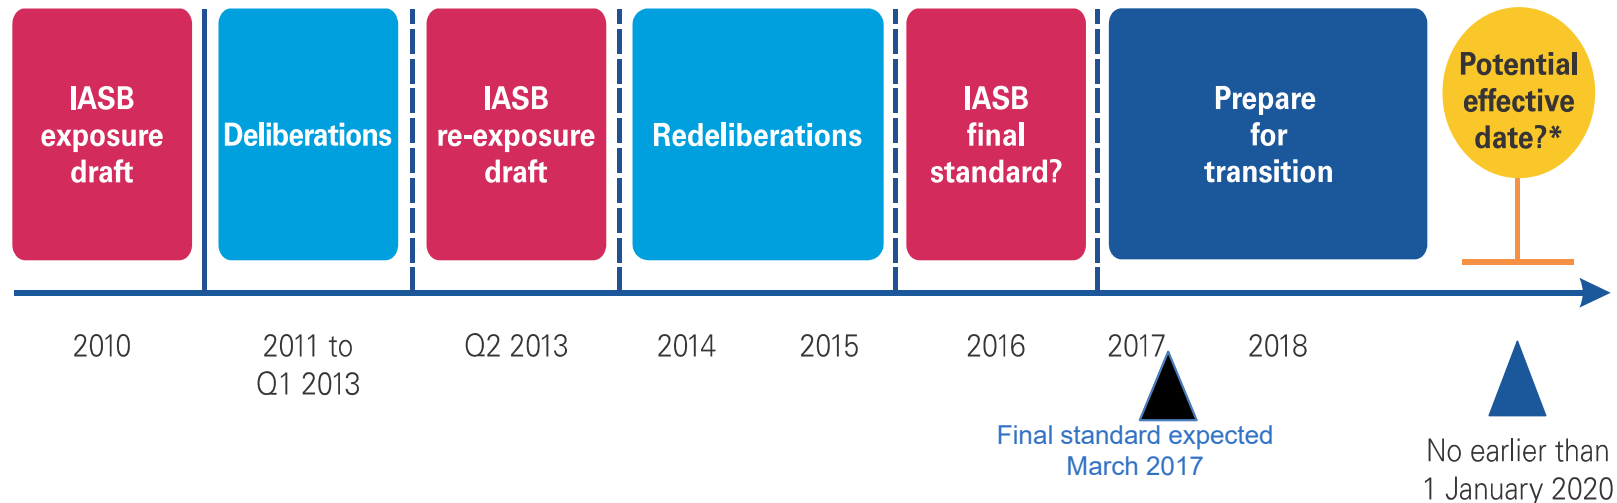 IASB
exposure
draft
Deliberations
IASB
re-exposure
draft
Redeliberations
IASB
final
standard?
Prepare
for
transition
Potential
effective
date?*
2010
2011 to
Q1 2013
Q2 2013
2014
2015
2016
2017
2018
Final standard expected
March 2017
No earlier than
1 January 2020